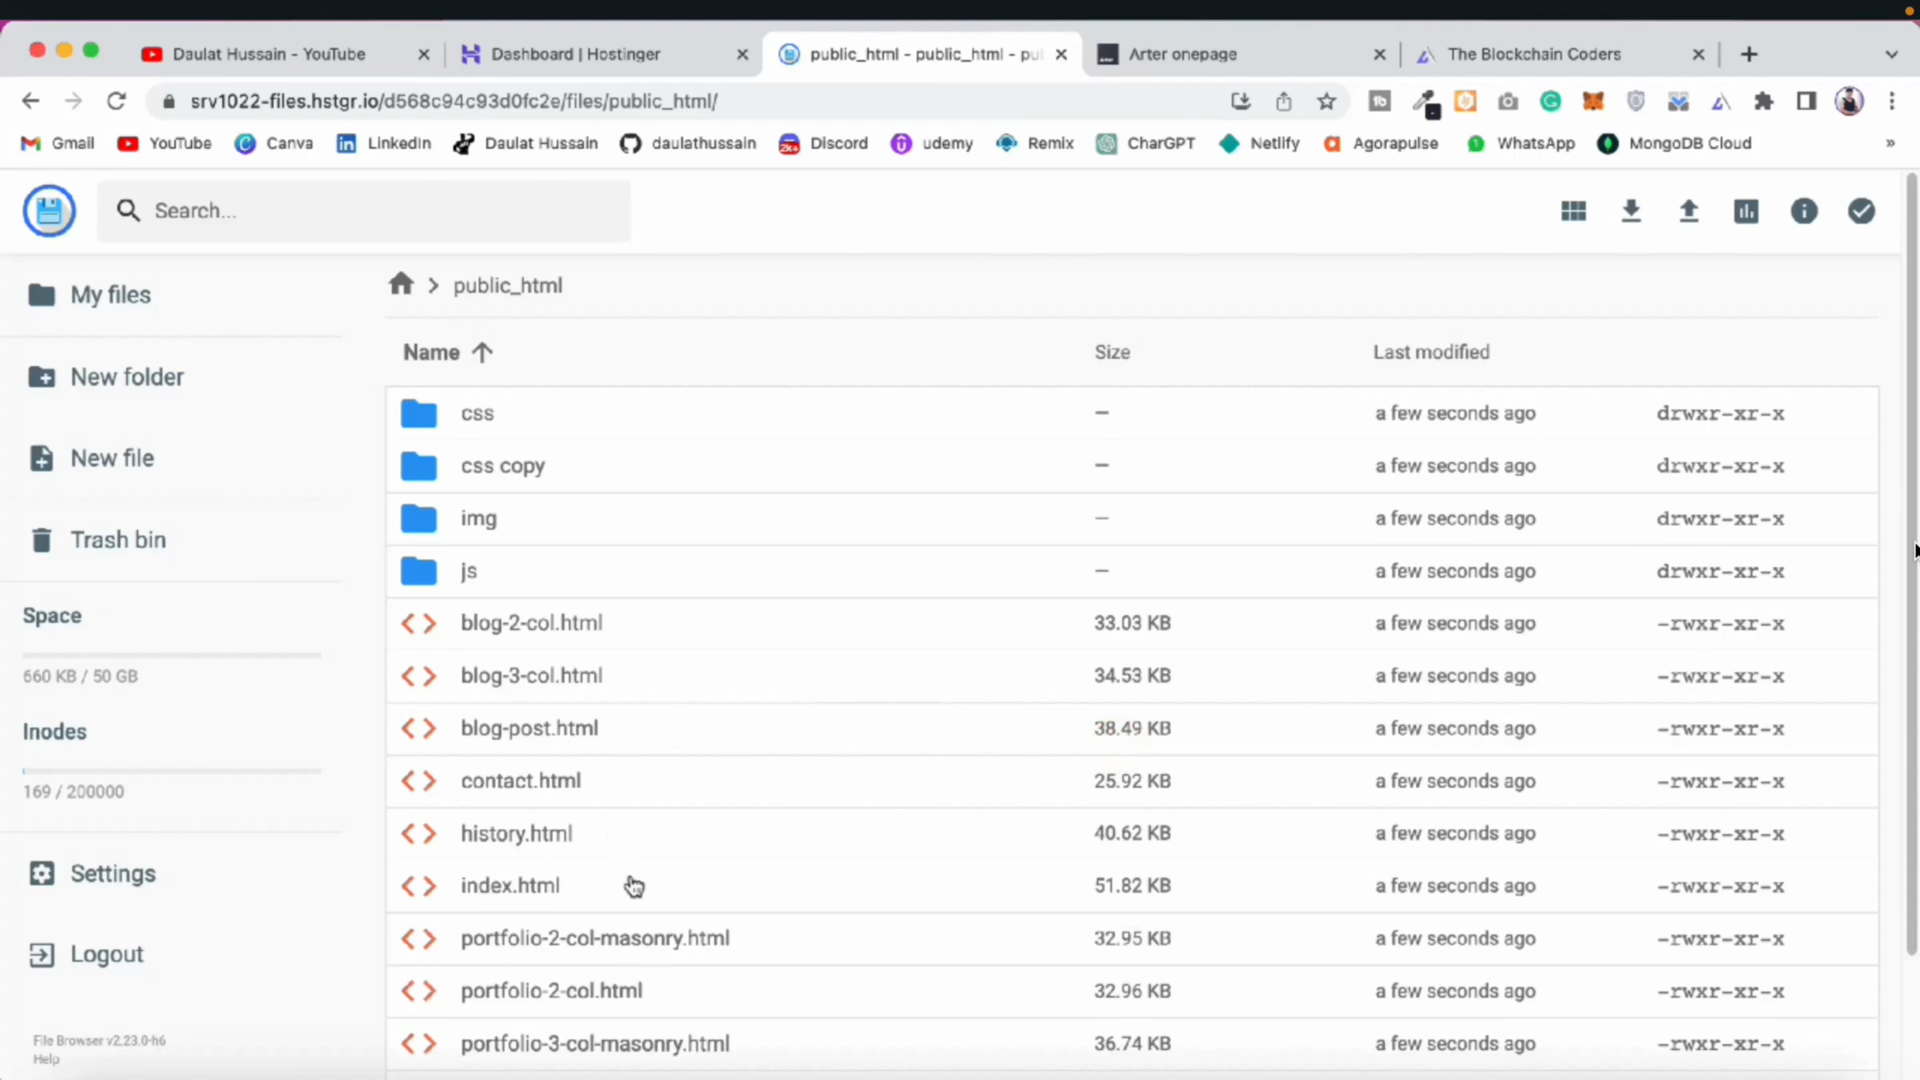 Daulat Hussain - YouTube
Dashboard | Hostinger
public_html - public_html - pu
Arter onepage
The Blockchain Coders
srv1022-files.hstgr.io/d568c94c93d0fc2e/files/public_html/
Gmail
YouTube
Canva
LinkedIn
Daulat Hussain
daulathussain
Discord
udemy
Remix
CharGPT
Netlify
Agorapulse
WhatsApp
MongoDB Cloud
»
Search...
My files
New folder
New file
Trash bin
Space
660 KB / 50 GB
Inodes
169 / 200000
Settings
Logout
File Browser v2.23.0-h6
Help
public_html
Name Size Last modified
css — a few seconds ago drwxr-xr-x
css copy — a few seconds ago drwxr-xr-x
img — a few seconds ago drwxr-xr-x
js — a few seconds ago drwxr-xr-x
blog-2-col.html 33.03 KB a few seconds ago -rwxr-xr-x
blog-3-col.html 34.53 KB a few seconds ago -rwxr-xr-x
blog-post.html 38.49 KB a few seconds ago -rwxr-xr-x
contact.html 25.92 KB a few seconds ago -rwxr-xr-x
history.html 40.62 KB a few seconds ago -rwxr-xr-x
index.html 51.82 KB a few seconds ago -rwxr-xr-x
portfolio-2-col-masonry.html 32.95 KB a few seconds ago -rwxr-xr-x
portfolio-2-col.html 32.96 KB a few seconds ago -rwxr-xr-x
portfolio-3-col-masonry.html 36.74 KB a few seconds ago -rwxr-xr-x